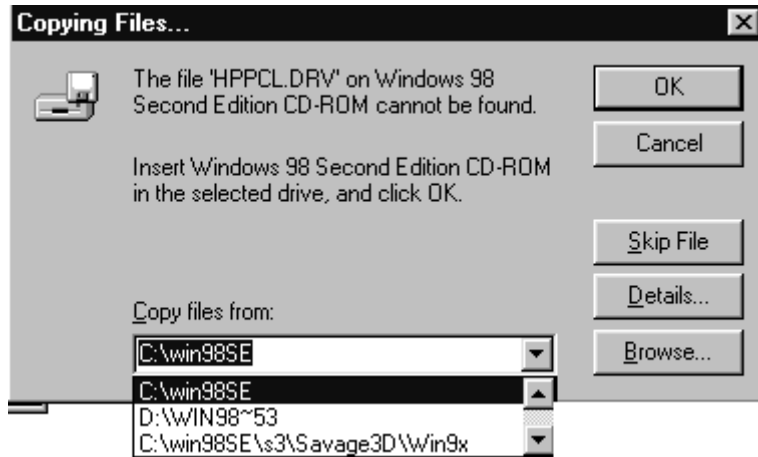 Copying Files...
The file 'HPPCL.DRV' on Windows 98
Second Edition CD-ROM cannot be found.
Insert Windows 98 Second Edition CD-ROM
in the selected drive, and click OK.
OK
Cancel
Skip File
Details...
Browse...
Copy files from:
C:\win98SE
C:\win98SE
D:\WIN98~53
C:\win98SE\s3\Savage3D\Win9x